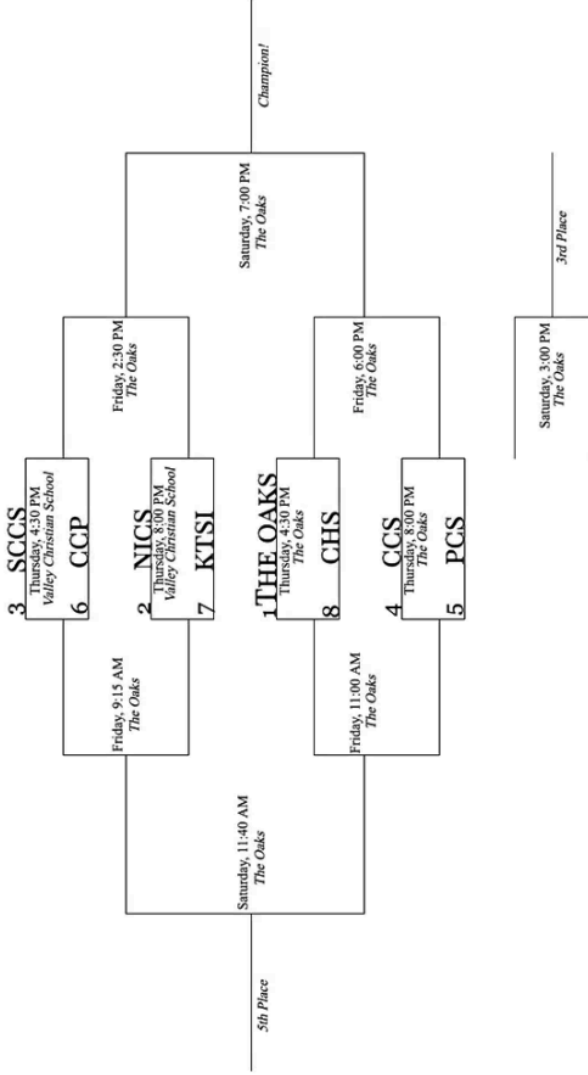 3 SCCS
Thursday, 4:30 PM
Valley Christian School
6 CCP
2 NICS
Thursday, 8:00 PM
Valley Christian School
7 KTSI
1 THE OAKS
Thursday, 4:30 PM
The Oaks
8 CHS
4 CCS
Thursday, 8:00 PM
The Oaks
5 PCS
Friday, 9:15 AM
The Oaks
Friday, 11:00 AM
The Oaks
Saturday, 11:40 AM
The Oaks
5th Place
Friday, 2:30 PM
The Oaks
Friday, 6:00 PM
The Oaks
Saturday, 7:00 PM
The Oaks
Champion!
Saturday, 3:00 PM
The Oaks
3rd Place